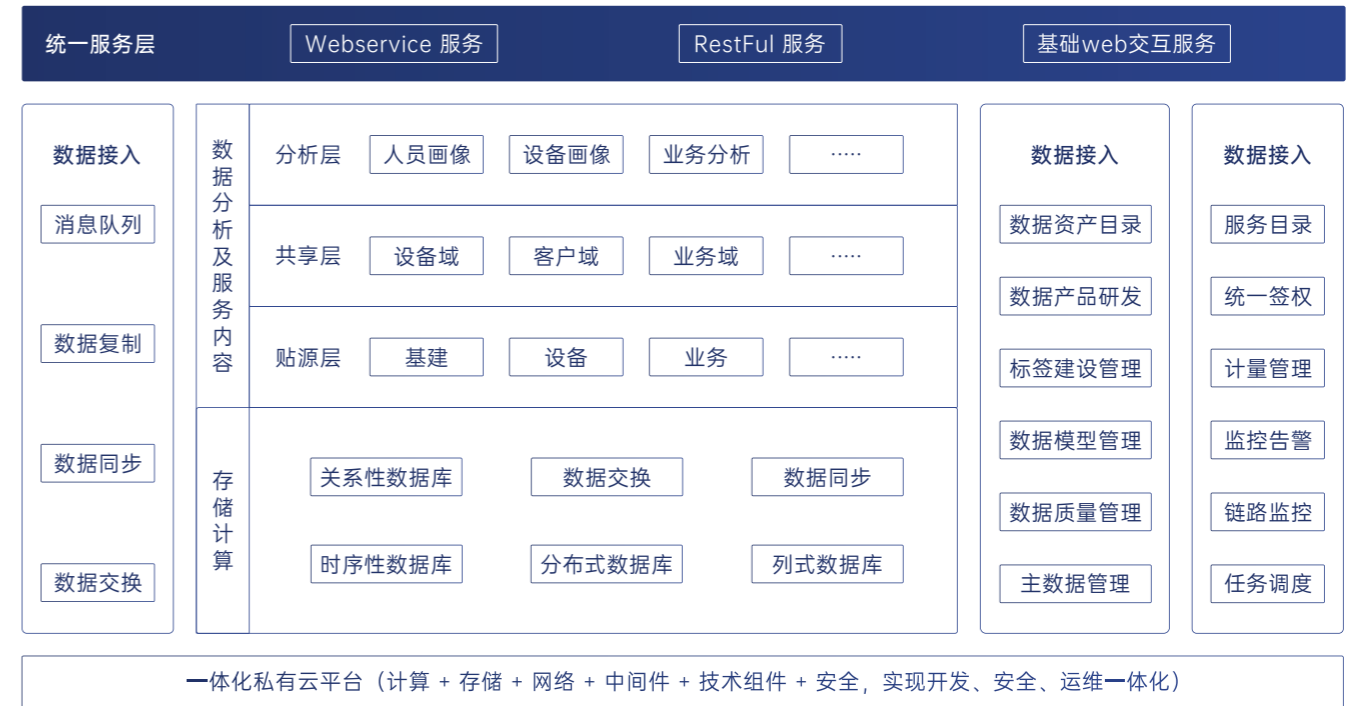 统一服务层
Webservice 服务
RestFul 服务
基础web交互服务
数据接入
消息队列
数据复制
数据同步
数据交换
数据分析及服务内容
分析层
人员画像
设备画像
业务分析
·····
共享层
设备域
客户域
业务域
·····
贴源层
基建
设备
业务
·····
存储计算
关系性数据库
数据交换
数据同步
时序性数据库
分布式数据库
列式数据库
数据接入
数据资产目录
数据产品研发
标签建设管理
数据模型管理
数据质量管理
主数据管理
数据接入
服务目录
统一签权
计量管理
监控告警
链路监控
任务调度
一体化私有云平台（计算 + 存储 + 网络 + 中间件 + 技术组件 + 安全，实现开发、安全、运维一体化）